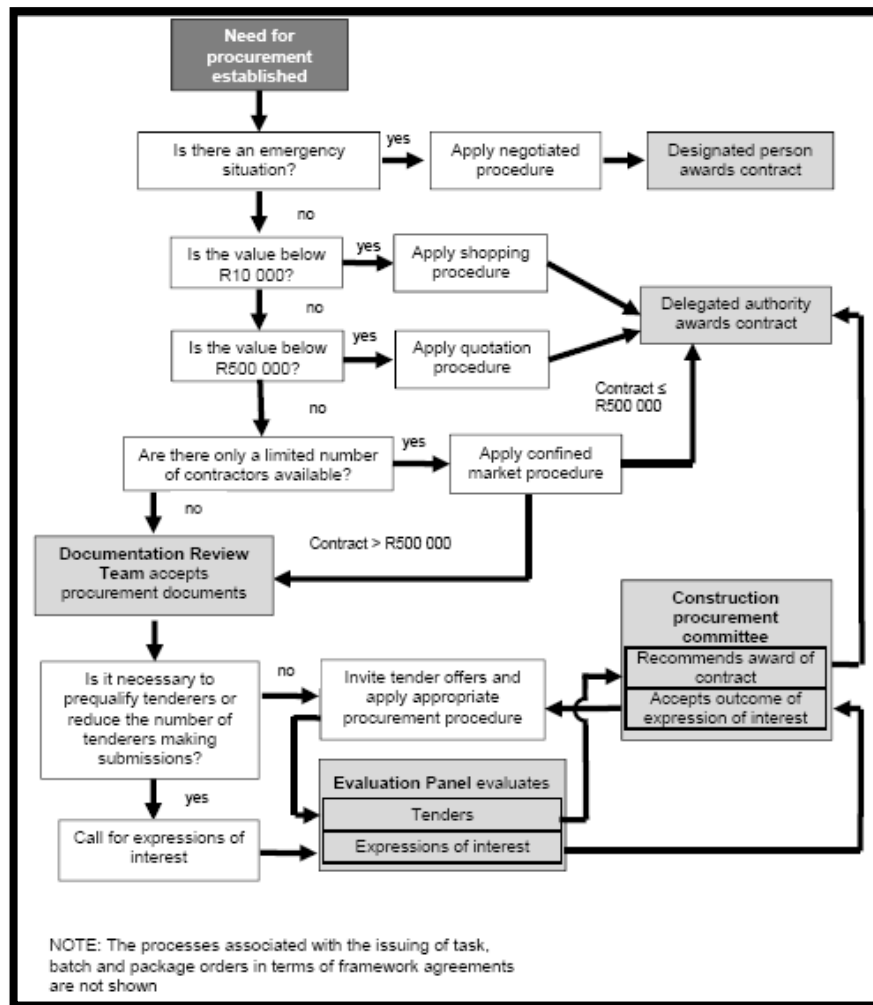 Need for
procurement
established
Is there an emergency
situation?
yes
Apply negotiated
procedure
Designated person
awards contract
no
Is the value below
R10 000?
yes
Apply shopping
procedure
Delegated authority
awards contract
no
Is the value below
R500 000?
yes
Apply quotation
procedure
Contract ≤
R500 000
no
Are there only a limited number
of contractors available?
yes
Apply confined
market procedure
no
Contract > R500 000
Documentation Review
Team accepts
procurement documents
Construction
procurement
committee
Recommends award of
contract
Accepts outcome of
expression of interest
Is it necessary to
prequalify tenderers or
reduce the number of
tenderers making
submissions?
no
Invite tender offers and
apply appropriate
procurement procedure
yes
Evaluation Panel evaluates
Tenders
Expressions of interest
Call for expressions of
interest
NOTE: The processes associated with the issuing of task,
batch and package orders in terms of framework agreements
are not shown